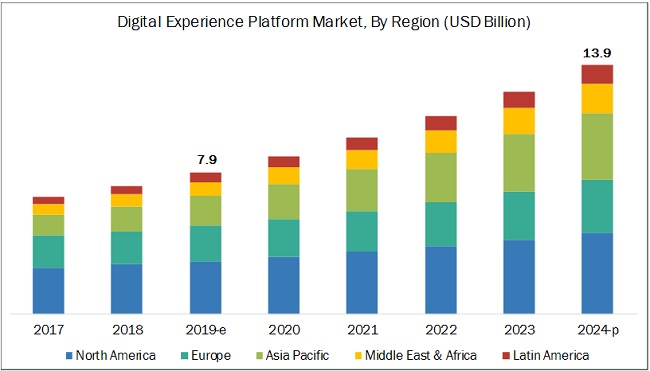 Digital Experience Platform Market, By Region (USD Billion)
13.9
7.9
2017 2018 2019-e 2020 2021 2022 2023 2024-p
North America Europe Asia Pacific Middle East & Africa Latin America